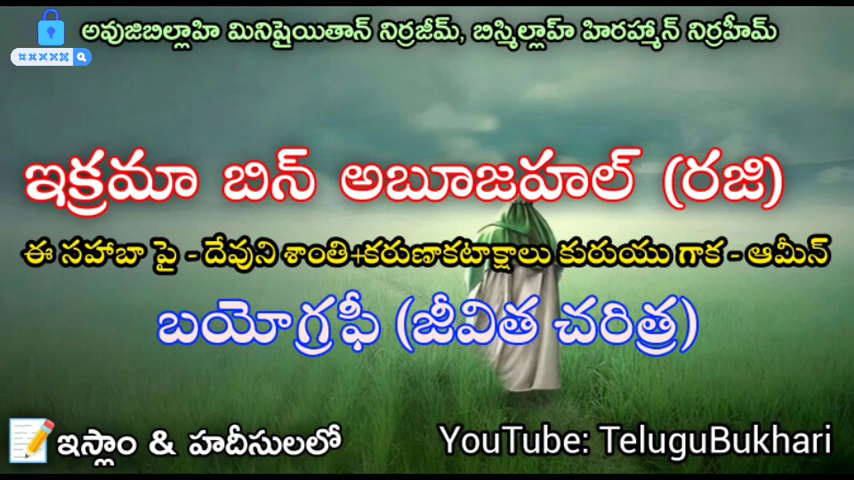 అవుజిబిల్లాహి మినిషైయితాన్ నిర్రజీమ్, బిస్మిల్లాహ్ హిరహ్మాన్ నిర్రహీమ్
ఇక్రమా బిన్ అబూజహల్ (రజి)
ఈ సహాబా పై - దేవుని శాంతి+కరుణాకటాక్షాలు కురుయు గాక - ఆమీన్
బయోగ్రఫీ (జీవిత చరిత్ర)
ఇస్లాం & హదీసులలో
YouTube: TeluguBukhari